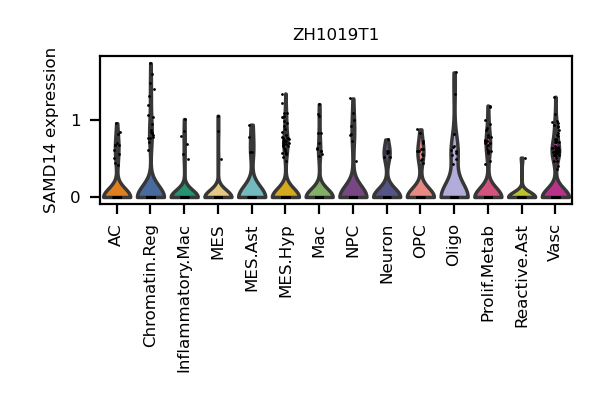 ZH1019T1
SAMD14 expression
1
0
AC
Chromatin.Reg
Inflammatory.Mac
MES
MES.Ast
MES.Hyp
Mac
NPC
Neuron
OPC
Oligo
Prolif.Metab
Reactive.Ast
Vasc